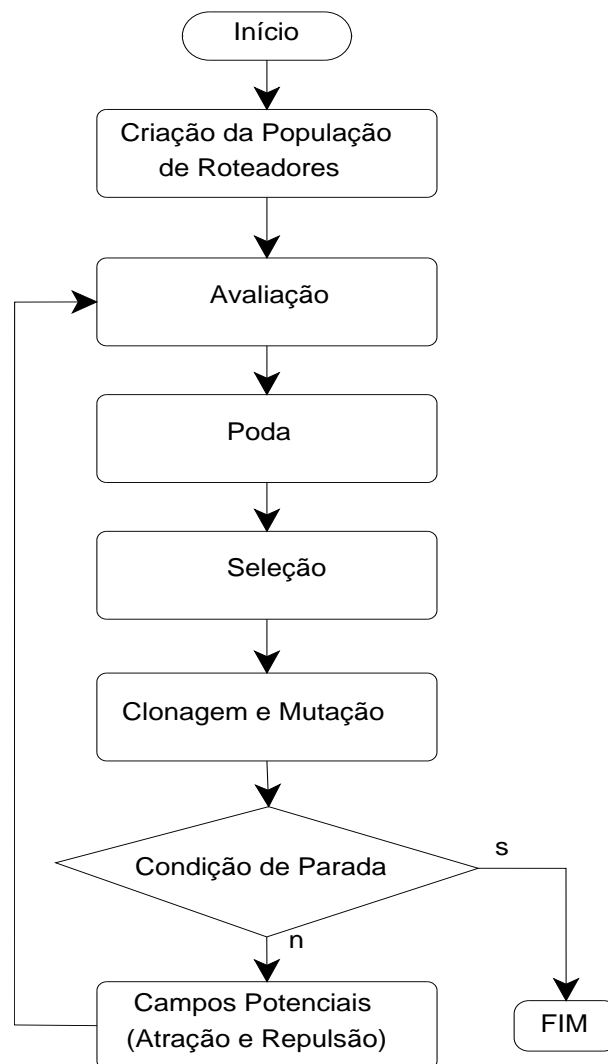 Início
Criação da População
de Roteadores
Avaliação
Poda
Seleção
Clonagem e Mutação
Condição de Parada
s
n
Campos Potenciais
(Atração e Repulsão)
FIM